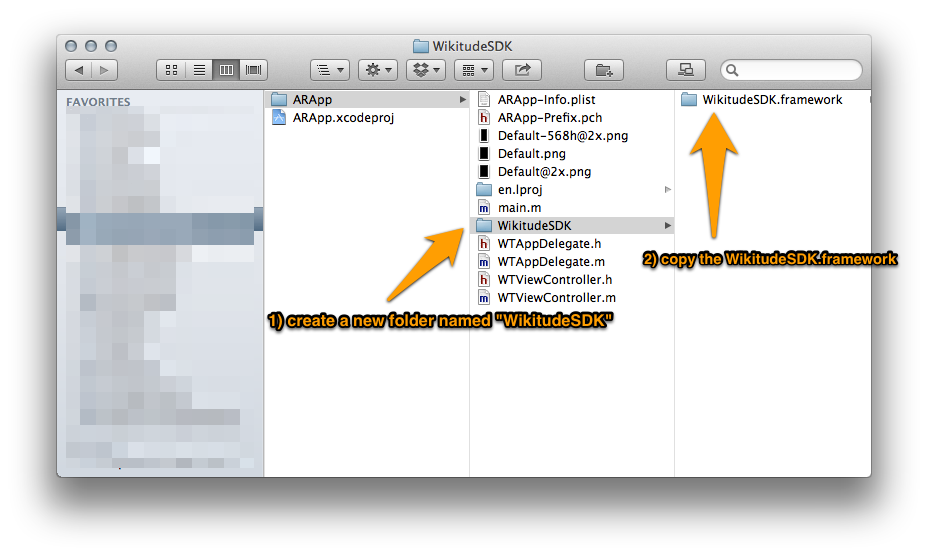 WikitudeSDK
FAVORITES
ARApp
ARApp.xcodeproj
ARApp-Info.plist
ARApp-Prefix.pch
Default-568h@2x.png
Default.png
Default@2x.png
en.lproj
main.m
WikitudeSDK
WTAppDelegate.h
WTAppDelegate.m
WTViewController.h
WTViewController.m
WikitudeSDK.framework
1) create a new folder named "WikitudeSDK"
2) copy the WikitudeSDK.framework